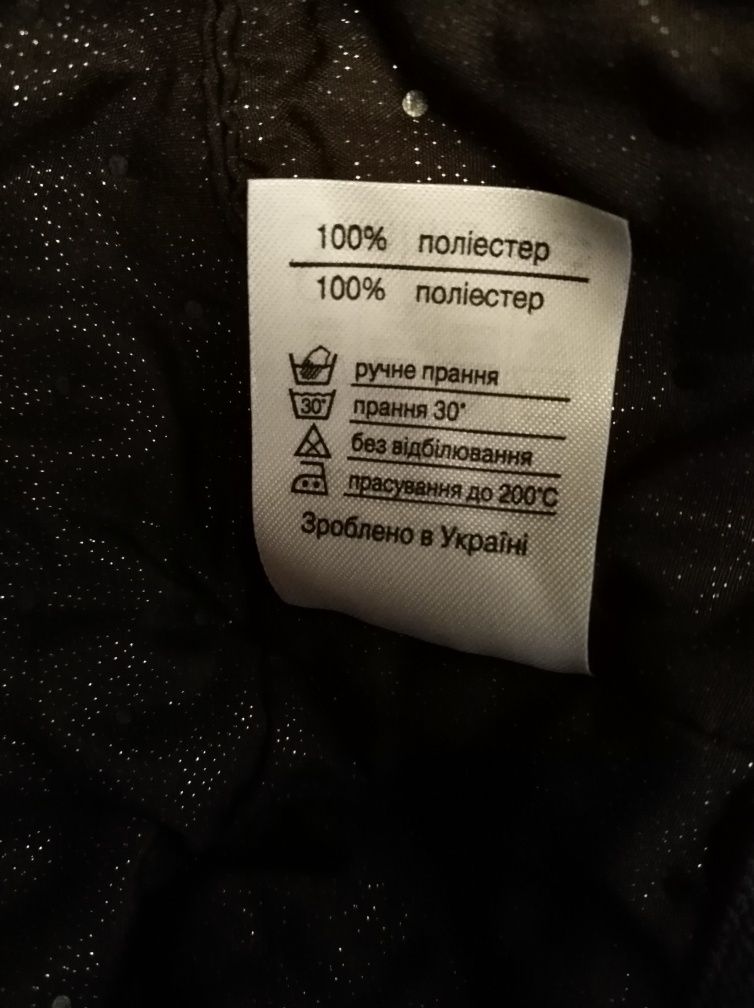 100% поліестер
100% поліестер
ручне прання
30° прання 30°
без відбілювання
прасування до 200°С
Зроблено в Україні